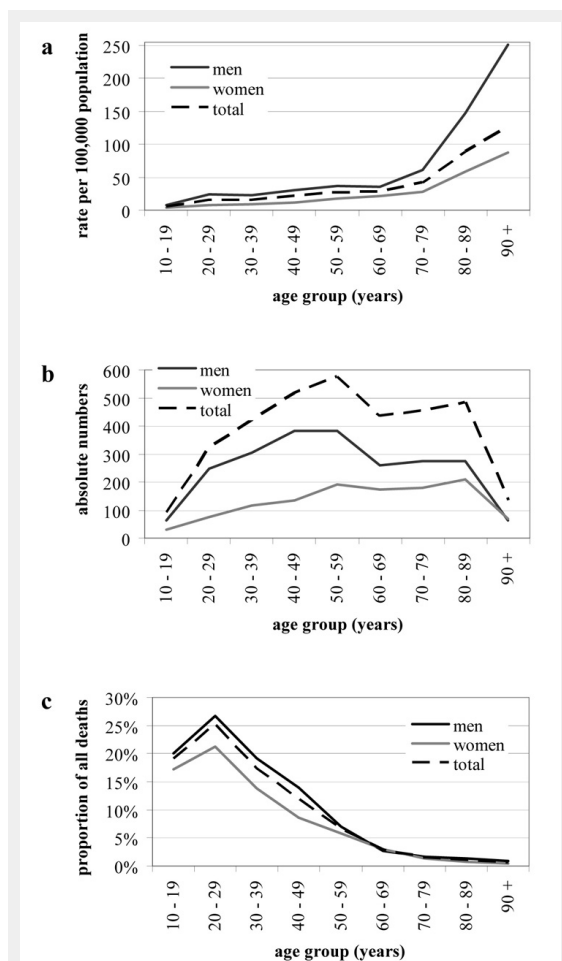 a
rate per 100,000 population
250
200
150
100
50
0
men
women
total
10 - 19
20 - 29
30 - 39
40 - 49
50 - 59
60 - 69
70 - 79
80 - 89
90 +
age group (years)
b
absolute numbers
600
500
400
300
200
100
0
men
women
total
10 - 19
20 - 29
30 - 39
40 - 49
50 - 59
60 - 69
70 - 79
80 - 89
90 +
age group (years)
c
proportion of all deaths
30%
25%
20%
15%
10%
5%
0%
men
women
total
10 - 19
20 - 29
30 - 39
40 - 49
50 - 59
60 - 69
70 - 79
80 - 89
90 +
age group (years)